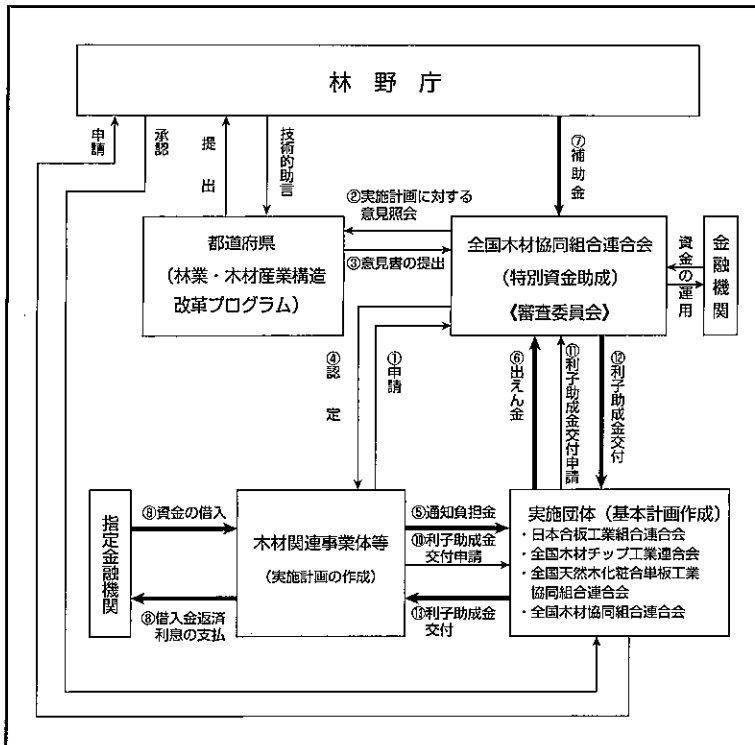 林野庁
申請
承認
提出
技術的助言
⑦補助金
②実施計画に対する
意見照会
③意見書の提出
都道府県
(林業・木材産業構造
改革プログラム)
全国木材協同組合連合会
(特別資金助成)
《審査委員会》
資金の運用
金融機関
④認定
①申請
⑥出えん金
⑪利子助成金交付申請
⑫利子助成金交付
指定金融機関
⑧資金の借入
⑧借入金返済
利息の支払
木材関連事業体等
(実施計画の作成)
⑤通知負担金
⑩利子助成金
交付申請
⑬利子助成金
交付
実施団体(基本計画作成)
・日本合板工業組合連合会
・全国木材チップ工業連合会
・全国天然木化粧合単板工業
協同組合連合会
・全国木材協同組合連合会